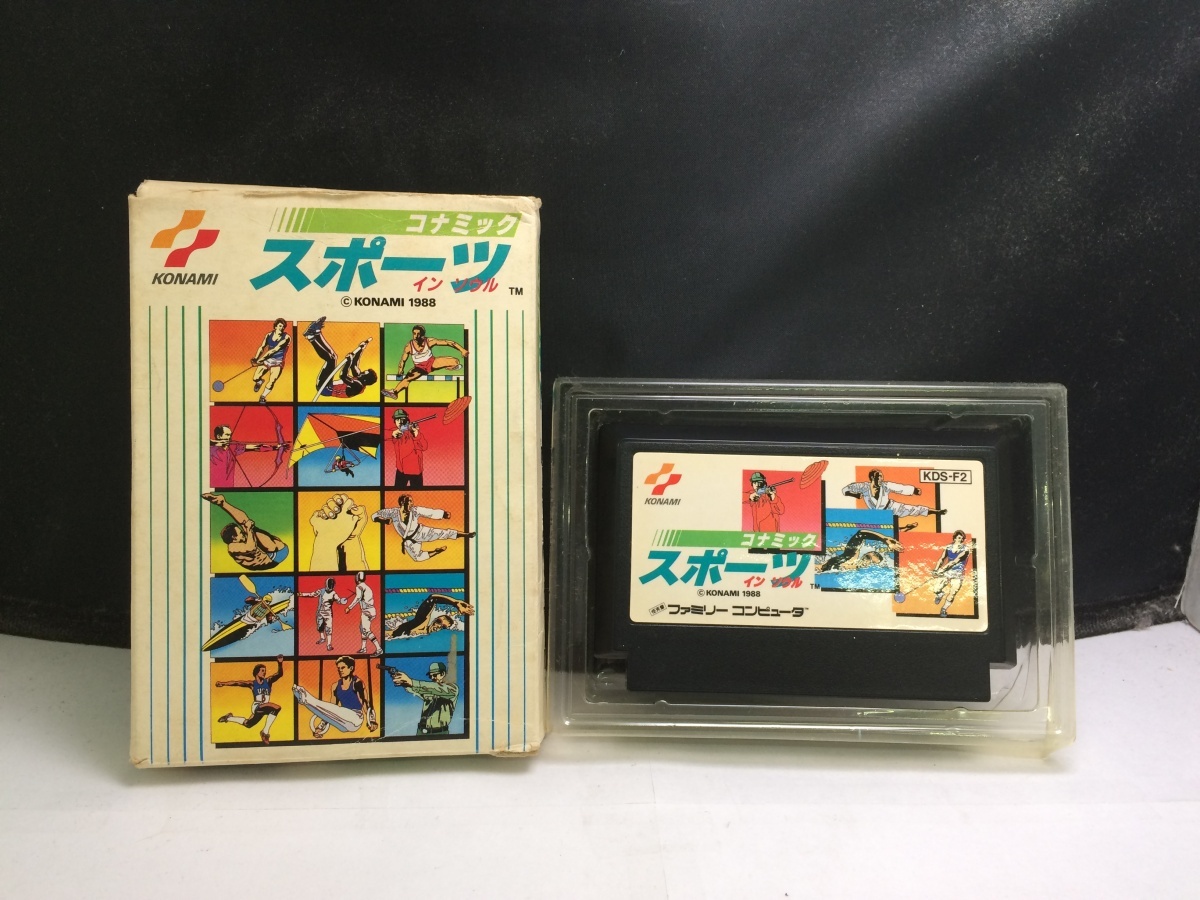 KONAMI
コナミック
スポーツ
イン ソウル
TM
© KONAMI 1988
KONAMI
KDS-F2
コナミック
スポーツ
イン ソウル
TM
© KONAMI 1988
ファミリー コンピュータ